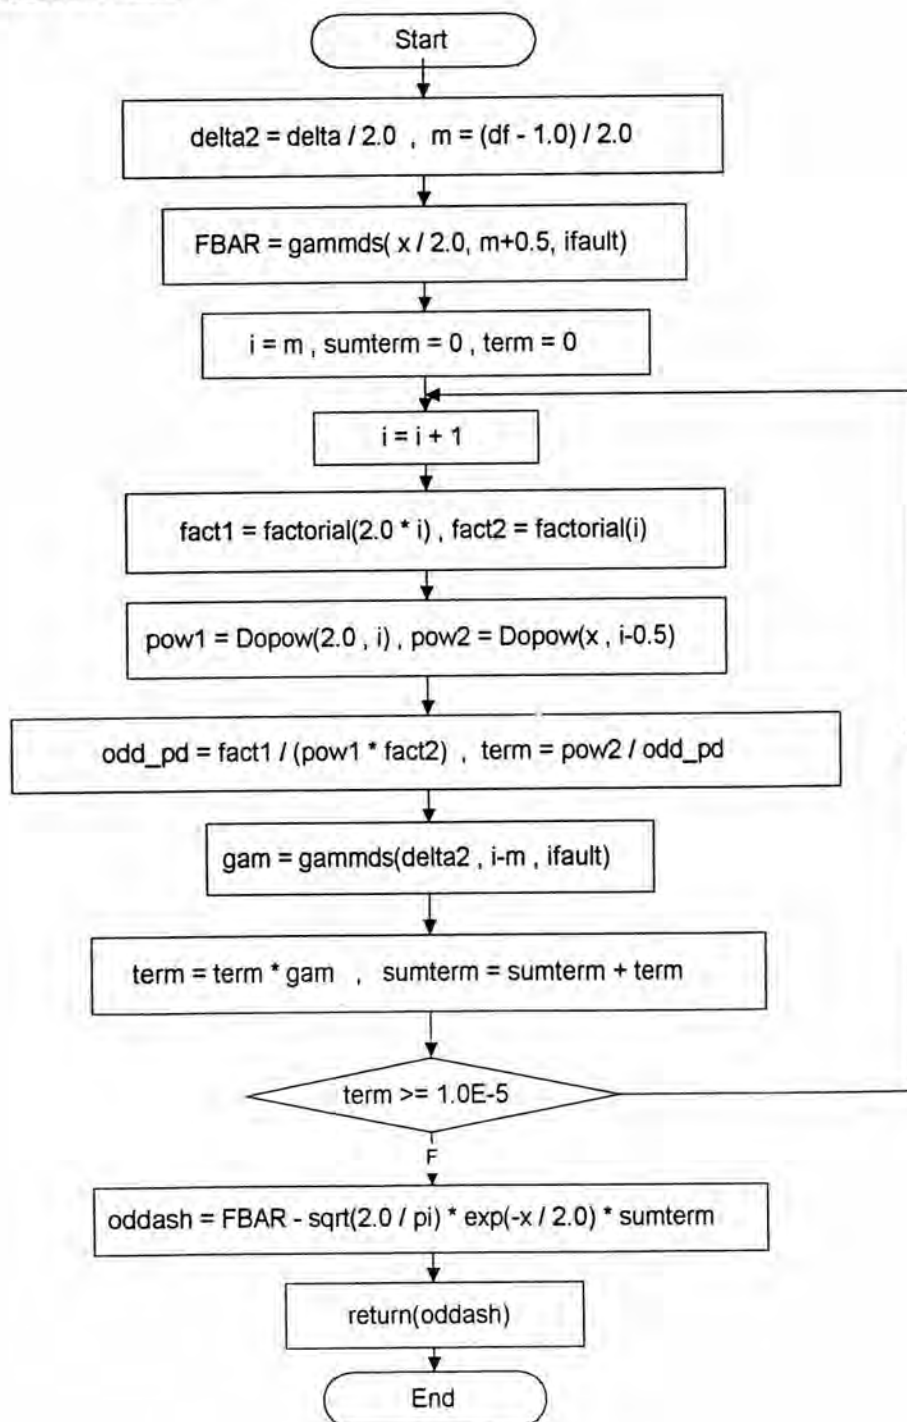 Start
delta2 = delta / 2.0 , m = (df - 1.0) / 2.0
FBAR = gammds( x / 2.0, m+0.5, ifault)
i = m , sumterm = 0 , term = 0
i = i + 1
fact1 = factorial(2.0 * i) , fact2 = factorial(i)
pow1 = Dopow(2.0 , i) , pow2 = Dopow(x , i-0.5)
odd_pd = fact1 / (pow1 * fact2) , term = pow2 / odd_pd
gam = gammds(delta2 , i-m , ifault)
term = term * gam , sumterm = sumterm + term
term >= 1.0E-5
F
oddash = FBAR - sqrt(2.0 / pi) * exp(-x / 2.0) * sumterm
return(oddash)
End